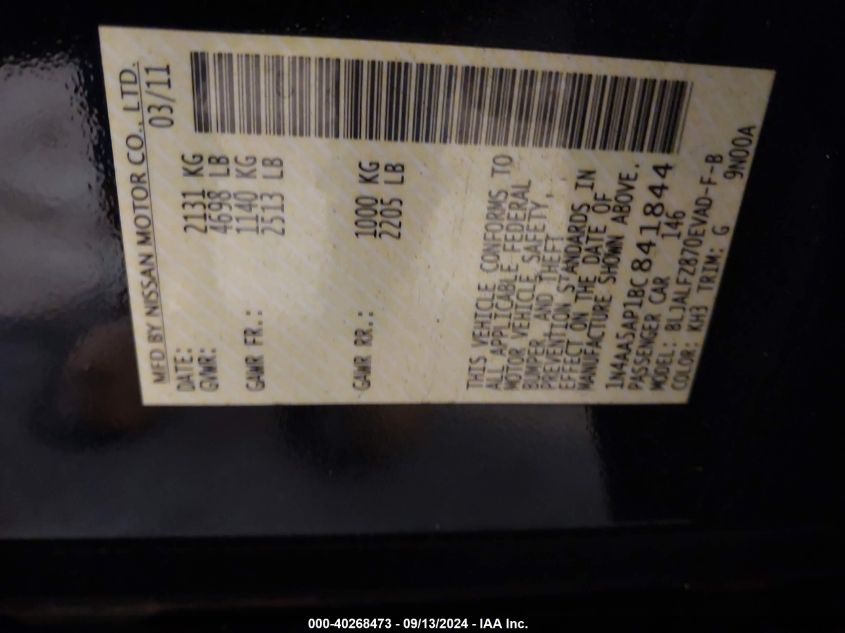 MFD BY NISSAN MOTOR CO., LTD.
DATE: 03/11
GVWR: 2131 KG
4698 LB
GAWR FR.: 1140 KG
2513 LB
GAWR RR.: 1000 KG
2205 LB
THIS VEHICLE CONFORMS TO
ALL APPLICABLE FEDERAL
MOTOR VEHICLE SAFETY,
BUMPER, AND THEFT
PREVENTION STANDARDS IN
EFFECT ON THE DATE OF
MANUFACTURE SHOWN ABOVE.
1N4AA5AP1BC841844
PASSENGER CAR 146
MODEL: BLJALFZ870EVAD-F-B
COLOR: KH3 TRIM: G 9N00A
000-40268473 - 09/13/2024 - IAA Inc.